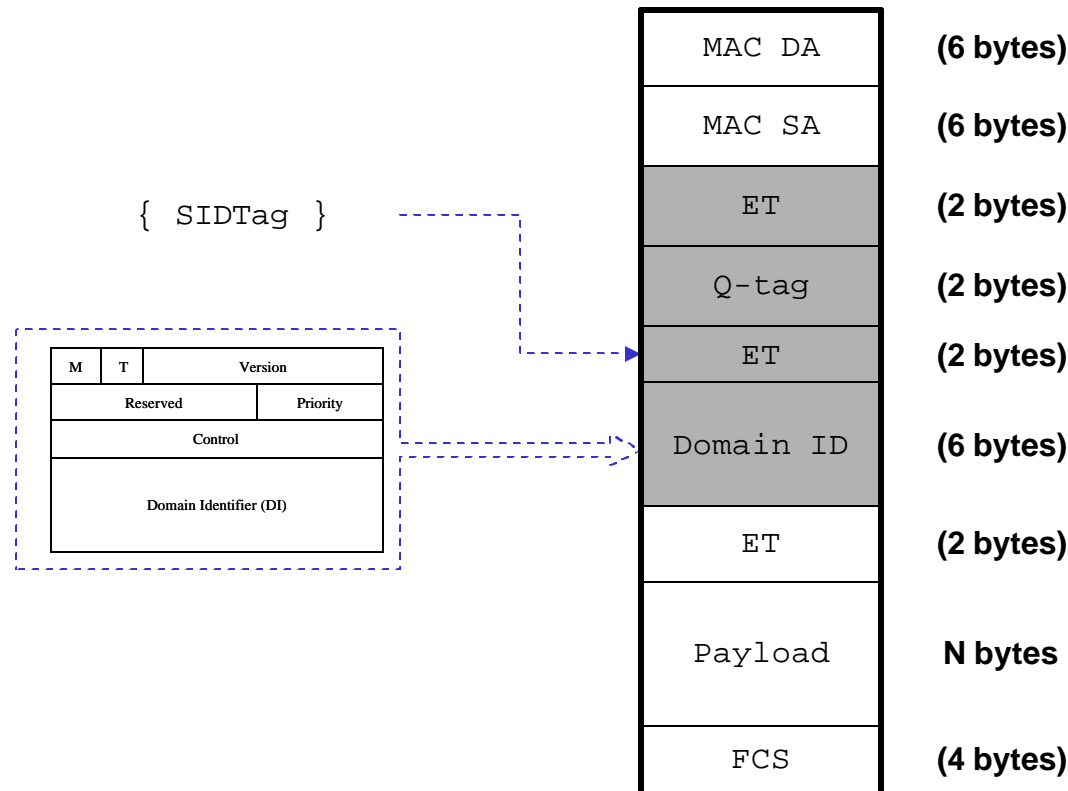 MAC DA (6 bytes)
MAC SA (6 bytes)
{ SIDTag } ET (2 bytes)
Q-tag (2 bytes)
ET (2 bytes)
M T Version
Reserved Priority
Control
Domain Identifier (DI)
Domain ID (6 bytes)
ET (2 bytes)
Payload N bytes
FCS (4 bytes)